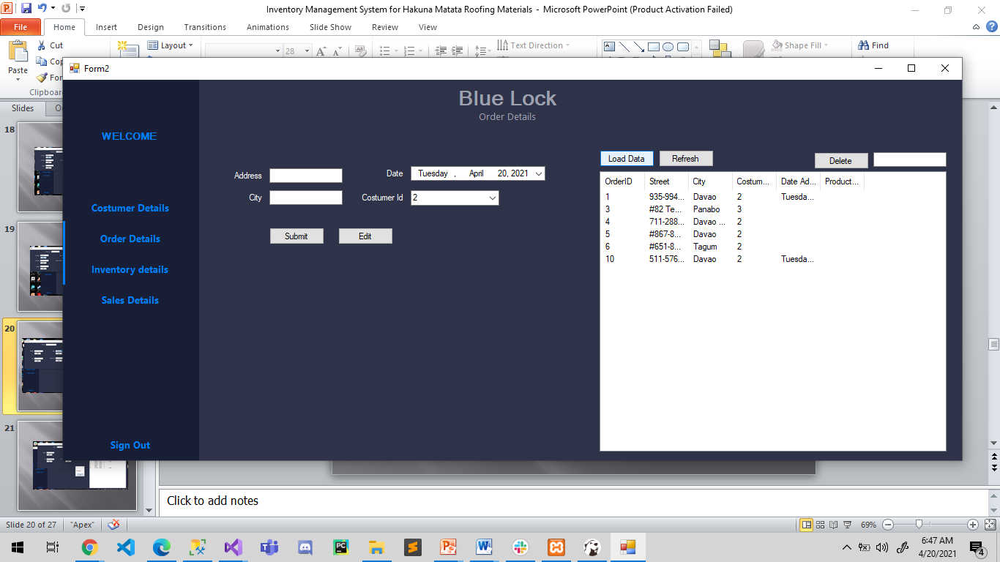 Inventory Management System for Hakuna Matata Roofing Materials - Microsoft PowerPoint (Product Activation Failed)
File Home Insert Design Transitions Animations Slide Show Review View
Cut Layout 28 Text Direction Shape Fill Find
Paste
Clipboard
Slides
18
19
20
21
Form2
Blue Lock
Order Details
WELCOME
Costumer Details
Order Details
Inventory details
Sales Details
Sign Out
Address Date Tuesday , April 20, 2021
City Costumer Id 2
Submit Edit
Load Data Refresh Delete
OrderID Street City Costum... Date Ad... Product...
1 935-994... Davao 2 Tuesda...
3 #82 Te... Panabo 3
4 711-288... Davao ... 2
5 #867-8... Davao 2
6 #651-8... Tagum 2
10 511-576... Davao 2 Tuesda...
Click to add notes
Slide 20 of 27 "Apex" 69%
6:47 AM
4/20/2021
4